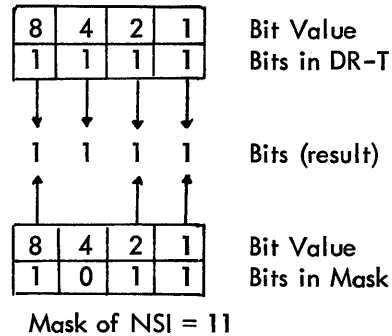 8 4 2 1 Bit Value
1 1 1 1 Bits in DR-T
1 1 1 1 Bits (result)
8 4 2 1 Bit Value
1 0 1 1 Bits in Mask
Mask of NSI = 11